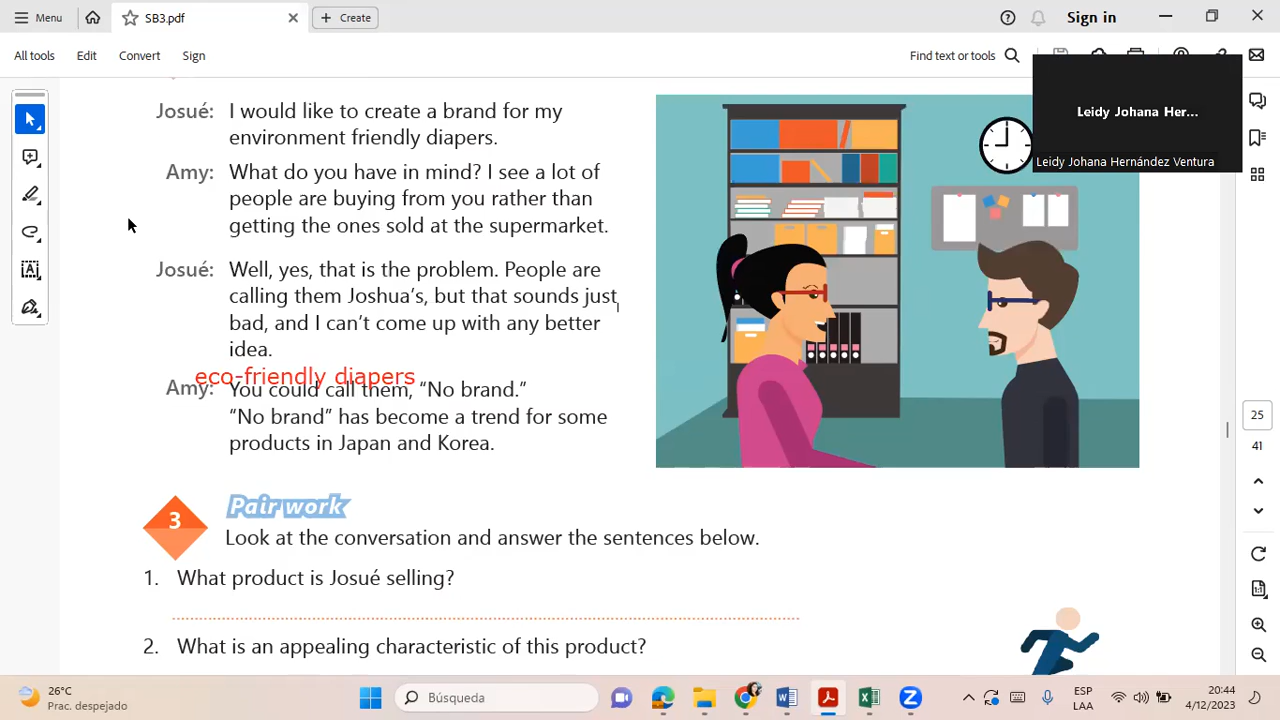 Menu
SB3.pdf
Create
Sign in
All tools
Edit
Convert
Sign
Find text or tools
Leidy Johana Her...
Leidy Johana Hernández Ventura
Josué: I would like to create a brand for my
environment friendly diapers.
Amy: What do you have in mind? I see a lot of
people are buying from you rather than
getting the ones sold at the supermarket.
Josué: Well, yes, that is the problem. People are
calling them Joshua's, but that sounds just
bad, and I can't come up with any better
idea.
eco-friendly diapers
Amy: You could call them, “No brand.”
“No brand” has become a trend for some
products in Japan and Korea.
3
Pair work
Look at the conversation and answer the sentences below.
1. What product is Josué selling?
2. What is an appealing characteristic of this product?
25
41
26°C
Prac. despejado
Búsqueda
ESP
LAA
20:44
4/12/2023